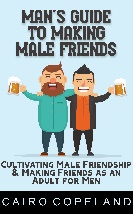 MAN'S GUIDE
TO MAKING
MALE FRIENDS
CULTIVATING MALE FRIENDSHIP
& MAKING FRIENDS AS AN
ADULT FOR MEN
CAIRO COPELAND